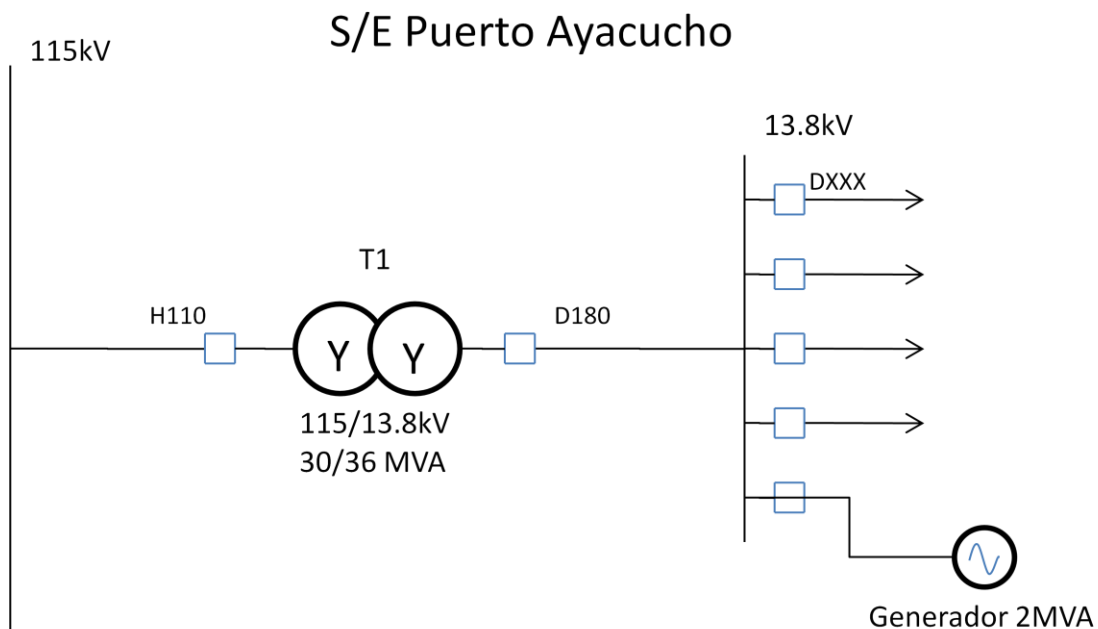 S/E Puerto Ayacucho
115kV
13.8kV
DXXX
T1
H110
D180
Y Y
115/13.8kV
30/36 MVA
Generador 2MVA